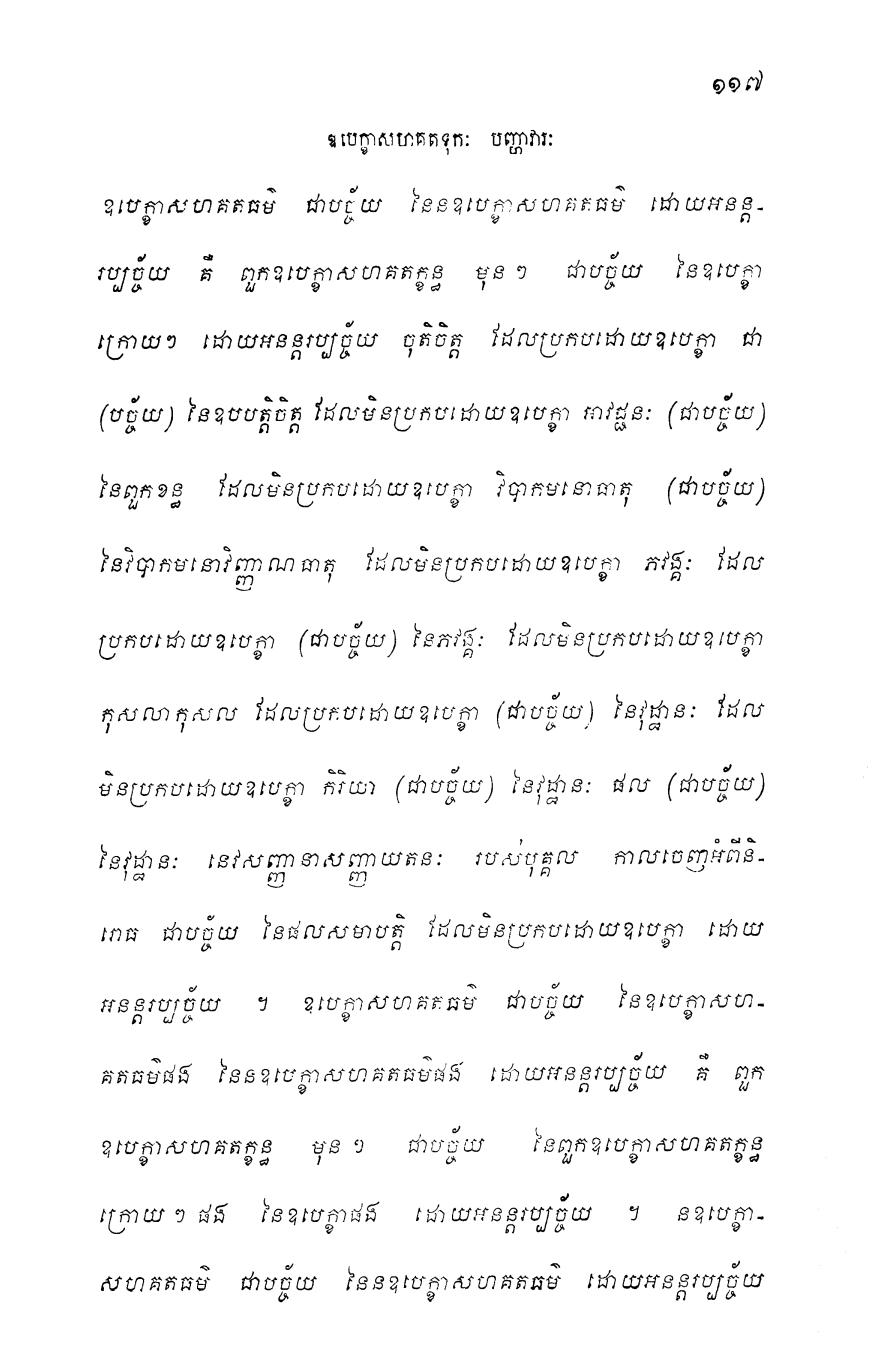 ១១៧
ឧបេក្ខាសហគតទុកៈ បញ្ហាវារៈ
ឧបេក្ខាសហគតធម៌ ជាបច្ច័យ នៃនឧបេក្ខាសហគតធម៌ ដោយអនន្ត-
រប្បច្ច័យ គឺ ពួកឧបេក្ខាសហគតក្ខន្ធ មុន ៗ ជាបច្ច័យ នៃឧបេក្ខា
ក្រោយៗ ដោយអនន្តរប្បច្ច័យ ចុតិចិត្ត ដែលប្រកបដោយឧបេក្ខា ជា
(បច្ច័យ) នៃឧបបត្តិចិត្ត ដែលមិនប្រកបដោយឧបេក្ខា អាវជ្ជនៈ (ជាបច្ច័យ)
នៃពួកខន្ធ ដែលមិនប្រកបដោយឧបេក្ខា វិបាកមនោធាតុ (ជាបច្ច័យ)
នៃវិបាកមនោវិញ្ញាណធាតុ ដែលមិនប្រកបដោយឧបេក្ខា ភវង្គៈ ដែល
ប្រកបដោយឧបេក្ខា (ជាបច្ច័យ) នៃភវង្គៈ ដែលមិនប្រកបដោយឧបេក្ខា
កុសលាកុសល ដែលប្រកបដោយឧបេក្ខា (ជាបច្ច័យ) នៃវុដ្ឋានៈ ដែល
មិនប្រកបដោយឧបេក្ខា កិរិយា (ជាបច្ច័យ) នៃវុដ្ឋានៈ ផល (ជាបច្ច័យ)
នៃវុដ្ឋានៈ នេវសញ្ញានាសញ្ញាយតនៈ របស់បុគ្គល កាលចេញអំពីនិ-
រោធ ជាបច្ច័យ នៃផលសមាបត្តិ ដែលមិនប្រកបដោយឧបេក្ខា ដោយ
អនន្តរប្បច្ច័យ ។ ឧបេក្ខាសហគតធម៌ ជាបច្ច័យ នៃឧបេក្ខាសហ-
គតធម៌ផង នៃនឧបេក្ខាសហគតធម៌ផង ដោយអនន្តរប្បច្ច័យ គឺ ពួក
ឧបេក្ខាសហគតក្ខន្ធ មុន ៗ ជាបច្ច័យ នៃពួកឧបេក្ខាសហគតក្ខន្ធ
ក្រោយ ៗ ផង នៃឧបេក្ខាផង ដោយអនន្តរប្បច្ច័យ ។ នឧបេក្ខា-
សហគតធម៌ ជាបច្ច័យ នៃនឧបេក្ខាសហគតធម៌ ដោយអនន្តរប្បច្ច័យ